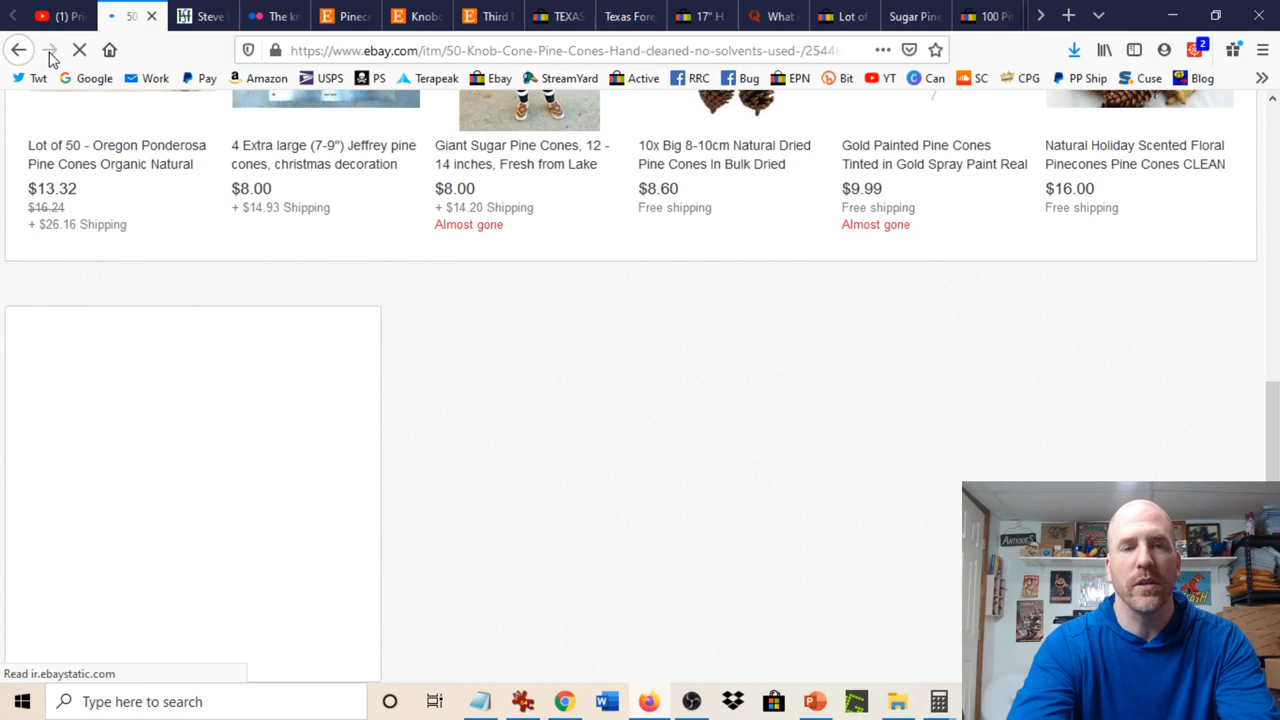 (1) Pri
50
Steve
The k
Pinec
Knob
Third
TEXAS
Texas Fore
17" H
What
Lot of
Sugar Pine
100 Pi
https://www.ebay.com/itm/50-Knob-Cone-Pine-Cones-Hand-cleaned-no-solvents-used-/25446
2
Twt Google Work Pay Amazon USPS PS Terapeak Ebay StreamYard Active RRC Bug EPN Bit YT Can SC CPG PP Ship Cuse Blog
Lot of 50 - Oregon Ponderosa
Pine Cones Organic Natural
$13.32
$16.24
+ $26.16 Shipping
4 Extra large (7-9") Jeffrey pine
cones, christmas decoration
$8.00
+ $14.93 Shipping
Giant Sugar Pine Cones, 12 -
14 inches, Fresh from Lake
$8.00
+ $14.20 Shipping
Almost gone
10x Big 8-10cm Natural Dried
Pine Cones In Bulk Dried
$8.60
Free shipping
Gold Painted Pine Cones
Tinted in Gold Spray Paint Real
$9.99
Free shipping
Almost gone
Natural Holiday Scented Floral
Pinecones Pine Cones CLEAN
$16.00
Free shipping
ANTIQUES
Read ir.ebaystatic.com
Type here to search